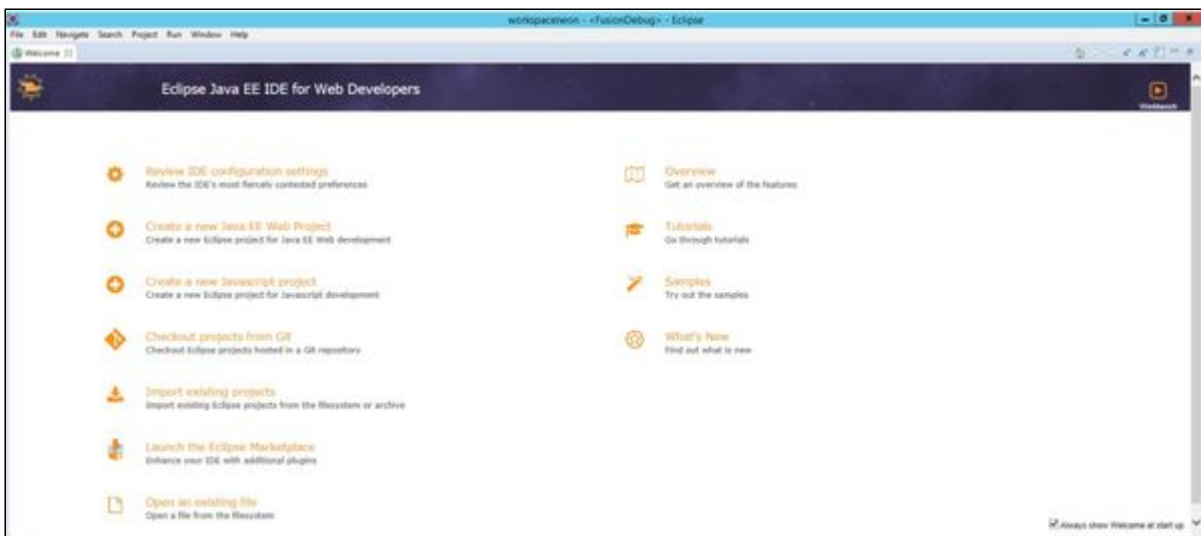 workspaceneon - <FusionDebug> - Eclipse
File Edit Navigate Search Project Run Window Help
Welcome
Eclipse Java EE IDE for Web Developers
Workbench
Review IDE configuration settings
Review the IDE's most fiercely contested preferences
Create a new Java EE Web Project
Create a new Eclipse project for Java EE Web development
Create a new Javascript project
Create a new Eclipse project for Javascript development
Checkout projects from Git
Checkout Eclipse projects hosted in a Git repository
Import existing projects
Import existing Eclipse projects from the filesystem or archive
Launch the Eclipse Marketplace
Enhance your IDE with additional plugins
Open an existing file
Open a file from the filesystem
Overview
Get an overview of the features
Tutorials
Go through tutorials
Samples
Try out the samples
What's New
Find out what is new
Always show Welcome at start up